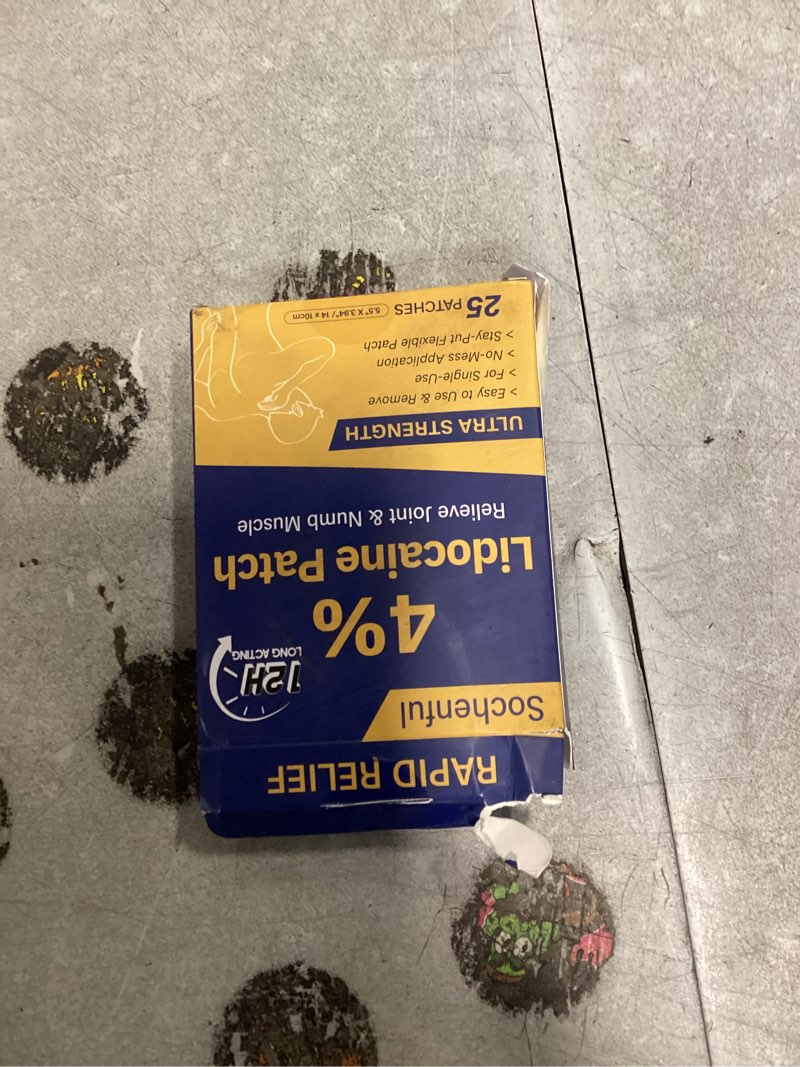 RAPID RELIEF
Sochenful
4%
12H
LONG ACTING
Lidocaine Patch
Relieve Joint & Numb Muscle
ULTRA STRENGTH
> Easy to Use & Remove
> For Single-Use
> No-Mess Application
> Stay-Put Flexible Patch
25 PATCHES
5.5" X 3.94" / 14 x 10cm